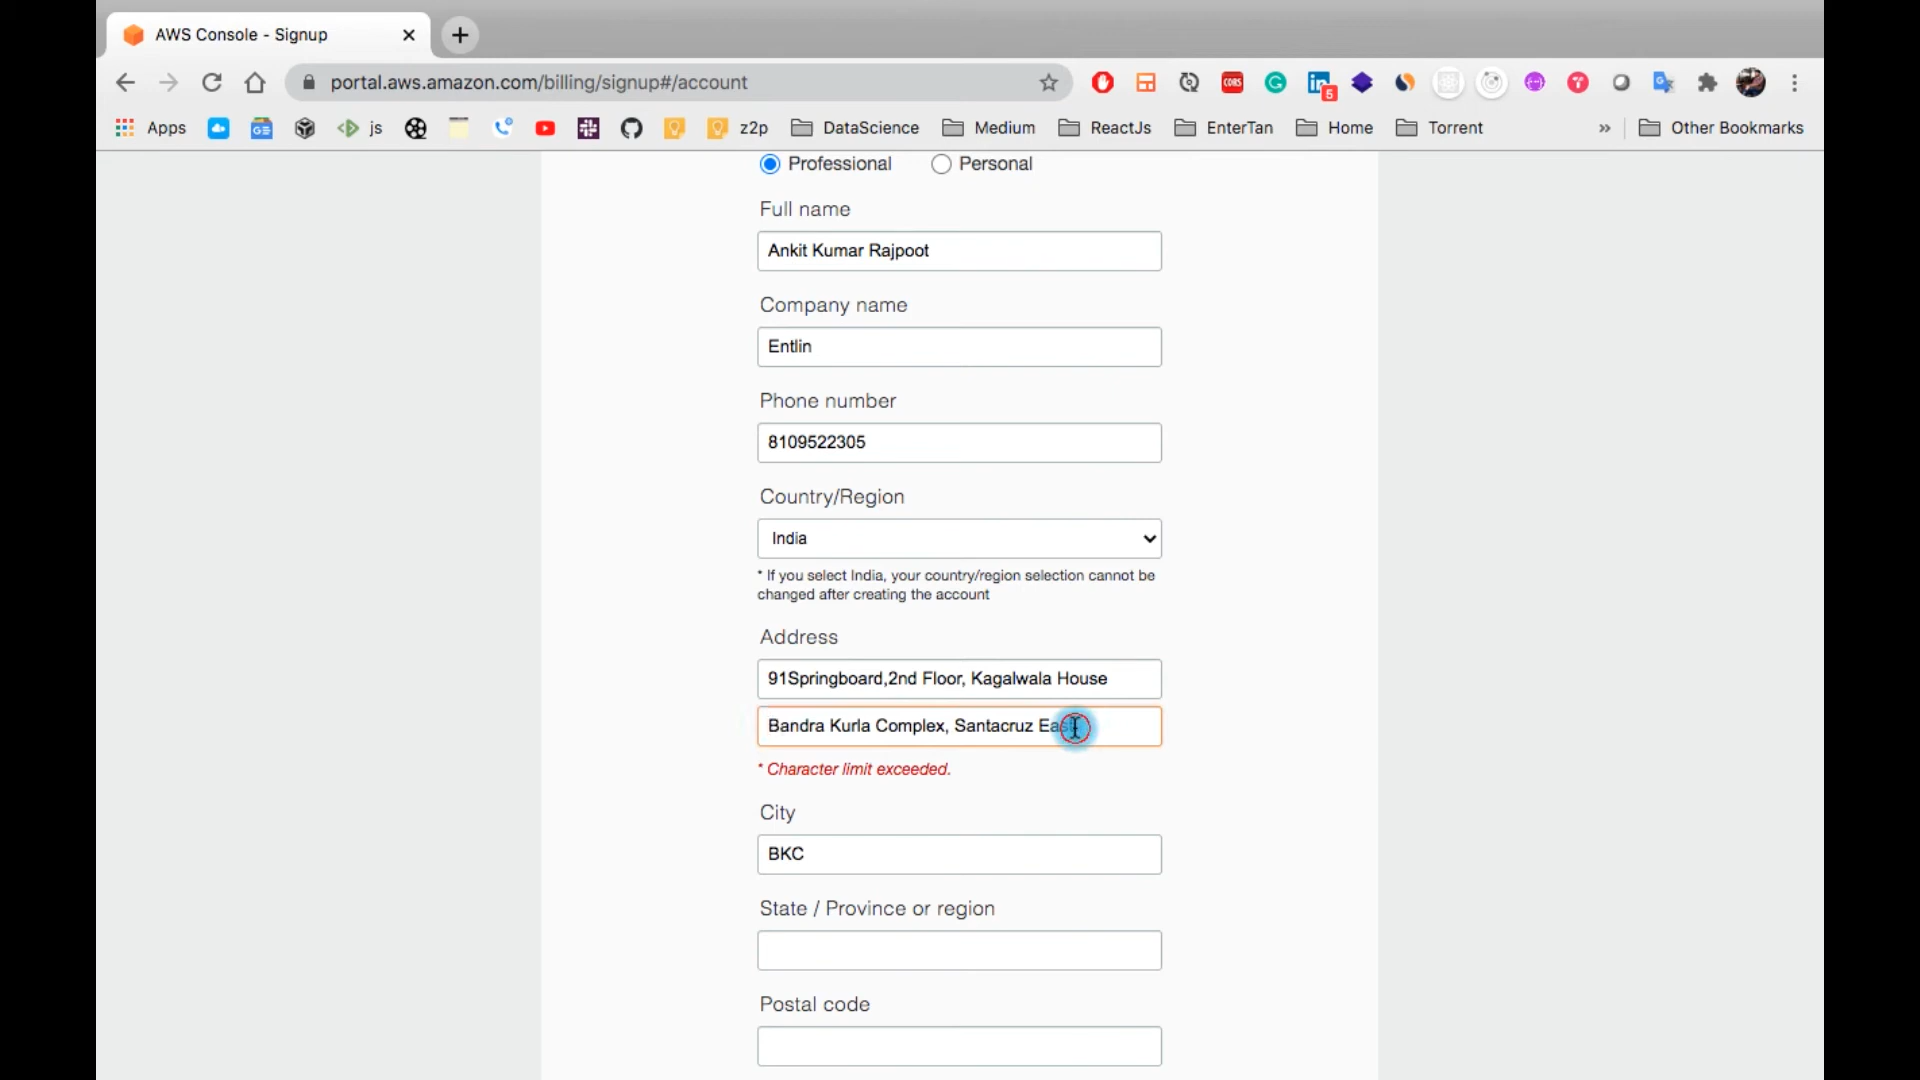 AWS Console - Signup
portal.aws.amazon.com/billing/signup#/account
CORS
5
Apps
js
z2p
DataScience
Medium
ReactJs
EnterTan
Home
Torrent
»
Other Bookmarks
Professional
Personal
Full name
Ankit Kumar Rajpoot
Company name
Entlin
Phone number
8109522305
Country/Region
India
* If you select India, your country/region selection cannot be
changed after creating the account
Address
91Springboard,2nd Floor, Kagalwala House
Bandra Kurla Complex, Santacruz East
* Character limit exceeded.
City
BKC
State / Province or region
Postal code